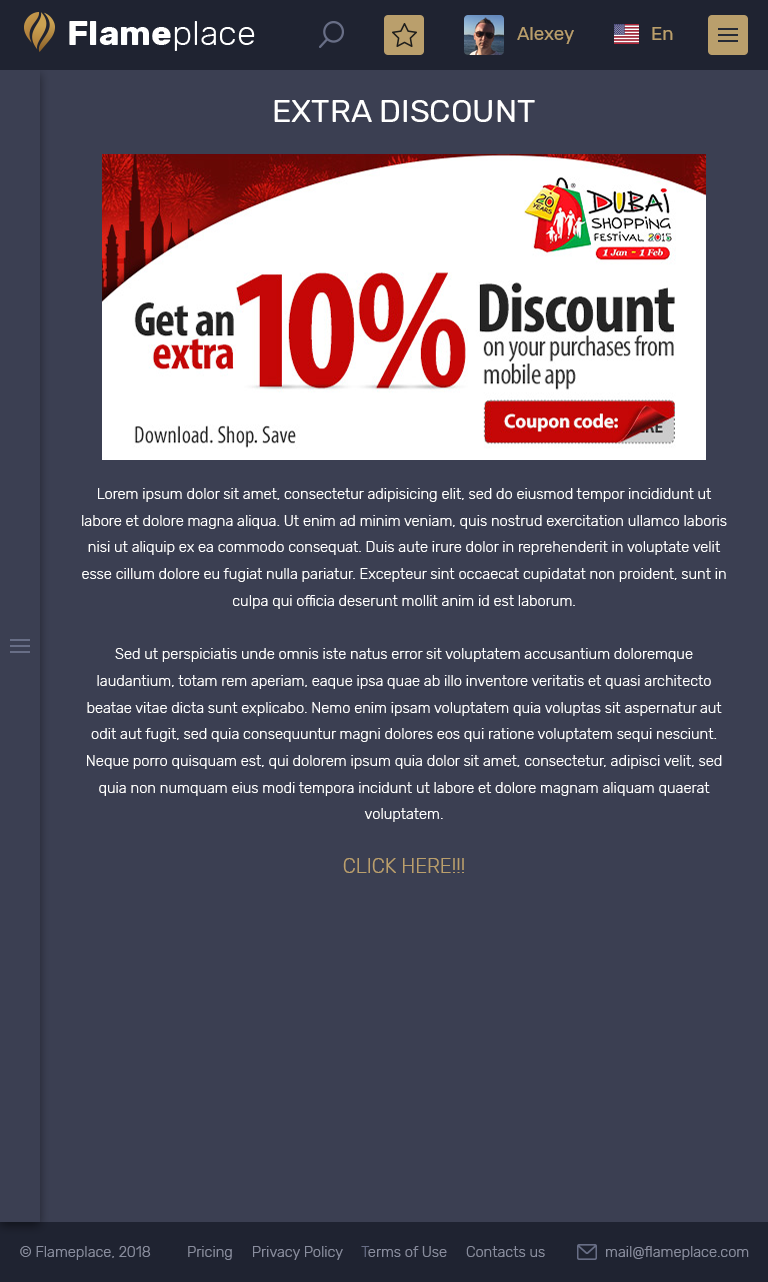 Flameplace
Alexey
En
EXTRA DISCOUNT
20
YEARS
DUBAI
SHOPPING
FESTIVAL 2015
1 Jan - 1 Feb
Get an
extra
10%
Discount
on your purchases from
mobile app
Coupon code:
Download. Shop. Save
Lorem ipsum dolor sit amet, consectetur adipisicing elit, sed do eiusmod tempor incididunt ut
labore et dolore magna aliqua. Ut enim ad minim veniam, quis nostrud exercitation ullamco laboris
nisi ut aliquip ex ea commodo consequat. Duis aute irure dolor in reprehenderit in voluptate velit
esse cillum dolore eu fugiat nulla pariatur. Excepteur sint occaecat cupidatat non proident, sunt in
culpa qui officia deserunt mollit anim id est laborum.
Sed ut perspiciatis unde omnis iste natus error sit voluptatem accusantium doloremque
laudantium, totam rem aperiam, eaque ipsa quae ab illo inventore veritatis et quasi architecto
beatae vitae dicta sunt explicabo. Nemo enim ipsam voluptatem quia voluptas sit aspernatur aut
odit aut fugit, sed quia consequuntur magni dolores eos qui ratione voluptatem sequi nesciunt.
Neque porro quisquam est, qui dolorem ipsum quia dolor sit amet, consectetur, adipisci velit, sed
quia non numquam eius modi tempora incidunt ut labore et dolore magnam aliquam quaerat
voluptatem.
CLICK HERE!!!
© Flameplace, 2018
Pricing
Privacy Policy
Terms of Use
Contacts us
mail@flameplace.com